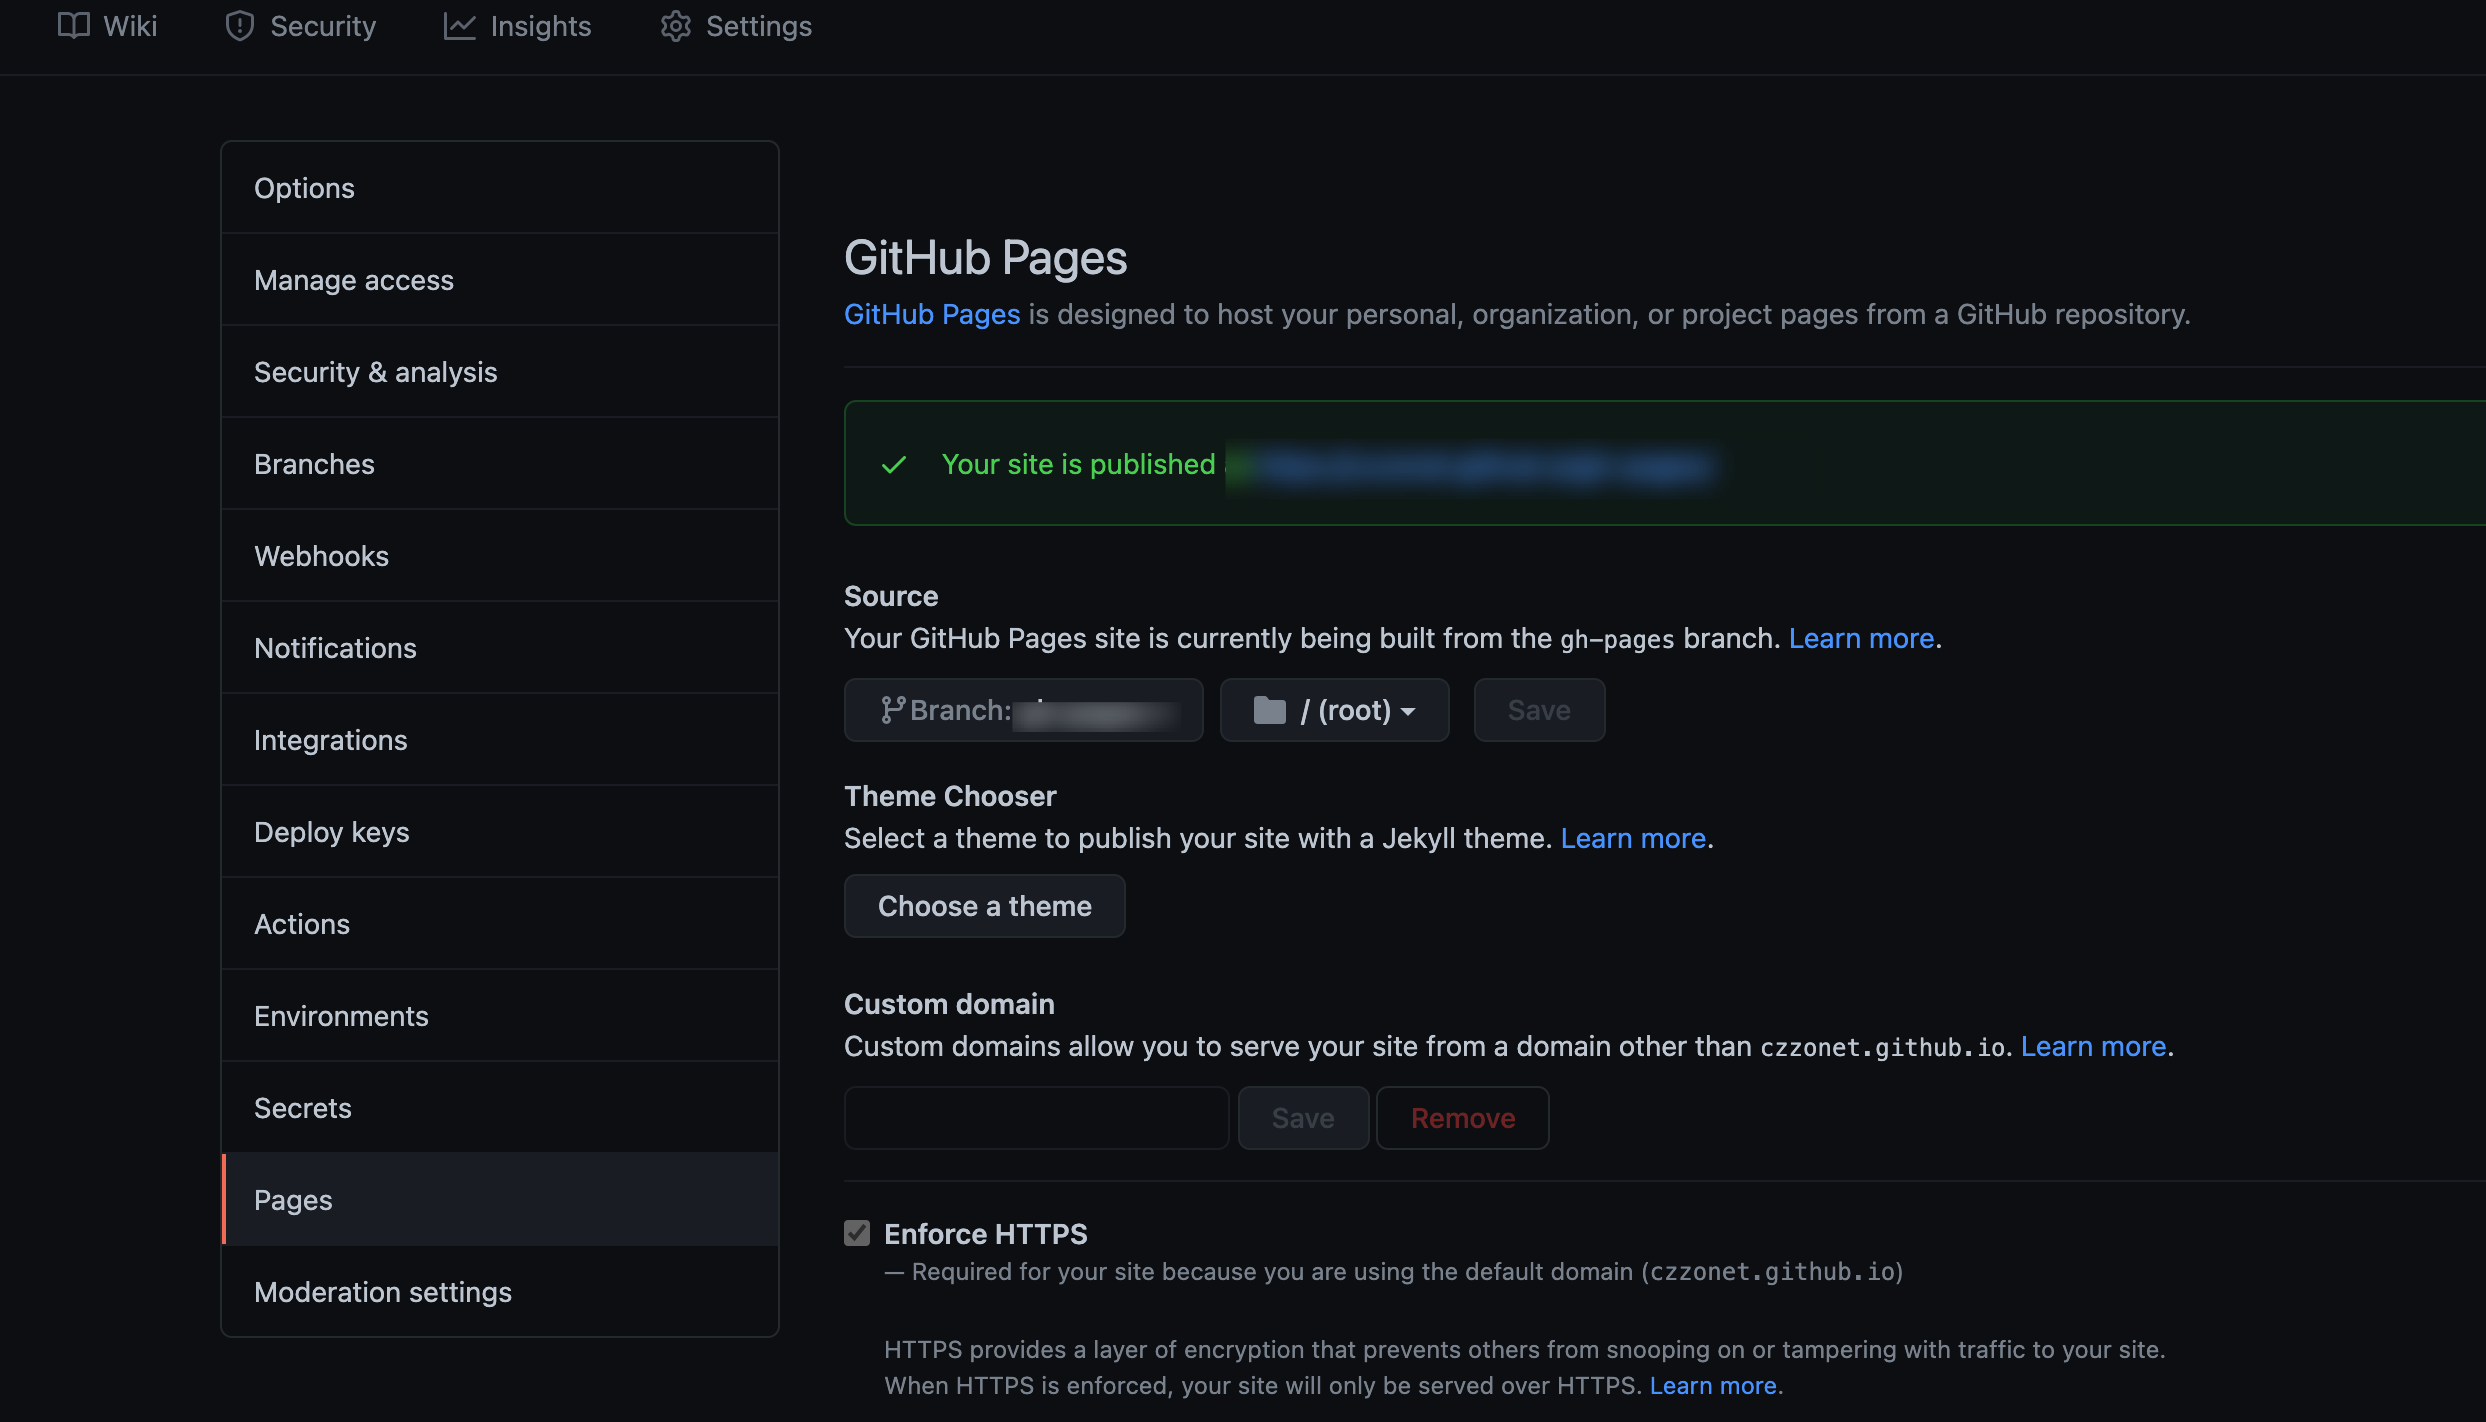 Wiki Security Insights Settings
Options
Manage access
Security & analysis
Branches
Webhooks
Notifications
Integrations
Deploy keys
Actions
Environments
Secrets
Pages
Moderation settings
GitHub Pages
GitHub Pages is designed to host your personal, organization, or project pages from a GitHub repository.
Your site is published
Source
Your GitHub Pages site is currently being built from the gh-pages branch. Learn more.
Branch: / (root) Save
Theme Chooser
Select a theme to publish your site with a Jekyll theme. Learn more.
Choose a theme
Custom domain
Custom domains allow you to serve your site from a domain other than czzonet.github.io. Learn more.
Save Remove
Enforce HTTPS
— Required for your site because you are using the default domain (czzonet.github.io)
HTTPS provides a layer of encryption that prevents others from snooping on or tampering with traffic to your site.
When HTTPS is enforced, your site will only be served over HTTPS. Learn more.